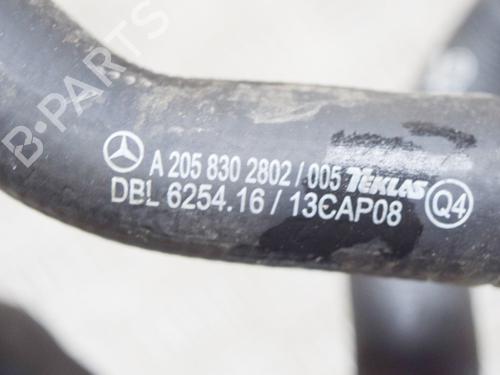 B-PARTS
A 205 830 2802 / 005 TEKLAS Q4
DBL 6254.16 / 13CAP08